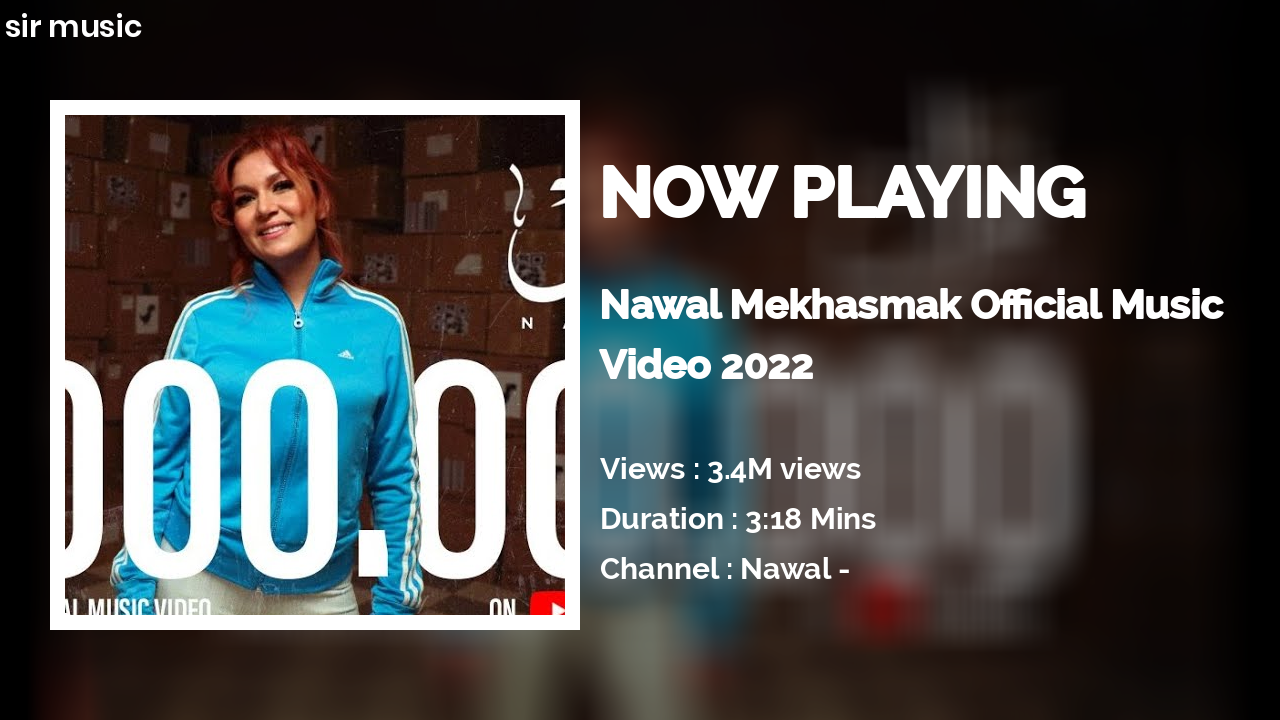 sir music
NOW PLAYING
Nawal Mekhasmak Official Music
Video 2022
Views : 3.4M views
Duration : 3:18 Mins
Channel : Nawal -
N
000.00
AL MUSIC VIDEO
ON